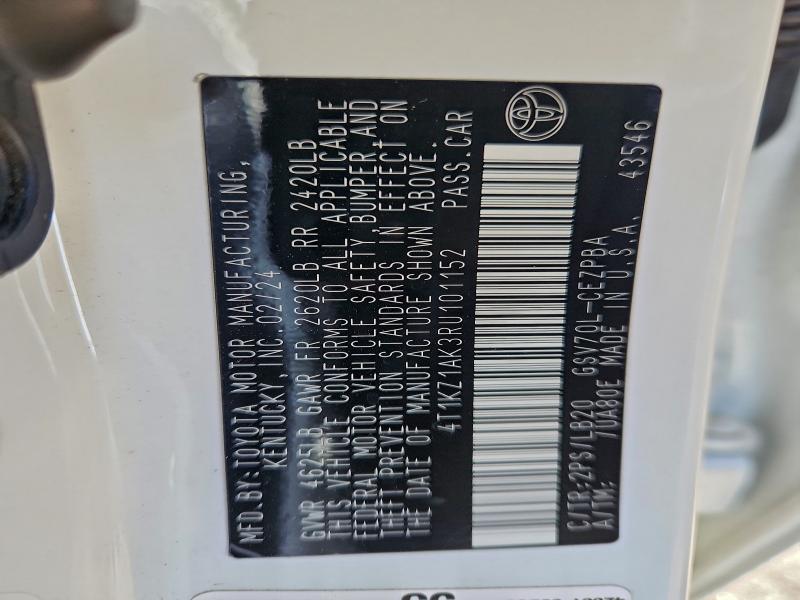 MFD.BY:TOYOTA MOTOR MANUFACTURING,
KENTUCKY, INC. 02/24
GVWR 4625LB GAWR FR 2620LB RR 2420LB
THIS VEHICLE CONFORMS TO ALL APPLICABLE
FEDERAL MOTOR VEHICLE SAFETY, BUMPER, AND
THEFT PREVENTION STANDARDS IN EFFECT ON
THE DATE OF MANUFACTURE SHOWN ABOVE.
4T1KZ1AK3RU101152 PASS.CAR
C/TR:2PS/LB20 GSV70L-CEZPBA
A/TM: /UA80E MADE IN U.S.A. 43546